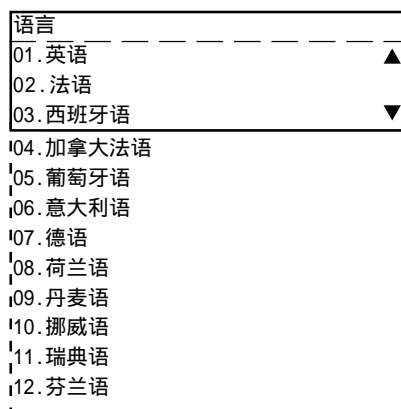 语言
01.英语
02.法语
03.西班牙语
04.加拿大法语
05.葡萄牙语
06.意大利语
07.德语
08.荷兰语
09.丹麦语
10.挪威语
11.瑞典语
12.芬兰语